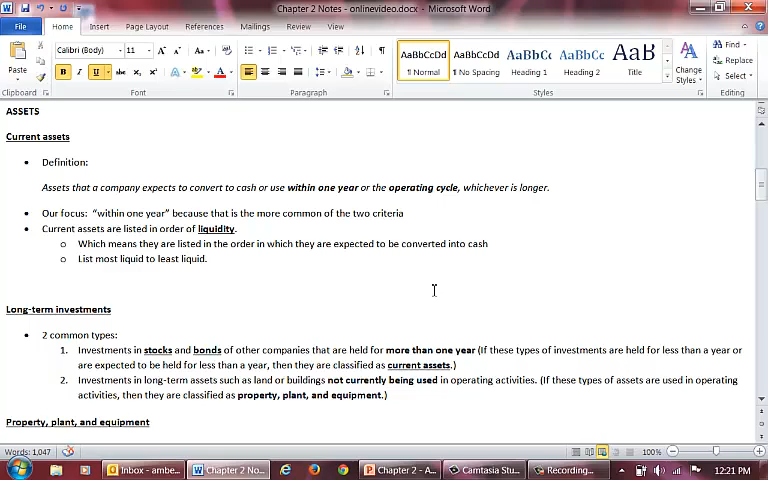 Chapter 2 Notes - onlinevideo.docx - Microsoft Word
File Home Insert Page Layout References Mailings Review View
Calibri (Body) 11 A A Aa
Paste
B I U abc x₂ x² A A
AaBbCcDd AaBbCcDd AaBbCc AaBbCc AaB
¶ Normal ¶ No Spacing Heading 1 Heading 2 Title
Change Styles
Find
Replace
Select
Clipboard Font Paragraph Styles Editing
ASSETS
Current assets
• Definition:
Assets that a company expects to convert to cash or use within one year or the operating cycle, whichever is longer.
• Our focus: “within one year” because that is the more common of the two criteria
• Current assets are listed in order of liquidity.
o Which means they are listed in the order in which they are expected to be converted into cash
o List most liquid to least liquid.
Long-term investments
• 2 common types:
1. Investments in stocks and bonds of other companies that are held for more than one year (If these types of investments are held for less than a year or
are expected to be held for less than a year, then they are classified as current assets.)
2. Investments in long-term assets such as land or buildings not currently being used in operating activities. (If these types of assets are used in operating
activities, then they are classified as property, plant, and equipment.)
Property, plant, and equipment
Words: 1,047 100%
Inbox - ambe... Chapter 2 No... Chapter 2 - A... Camtasia Stu... Recording... 12:21 PM